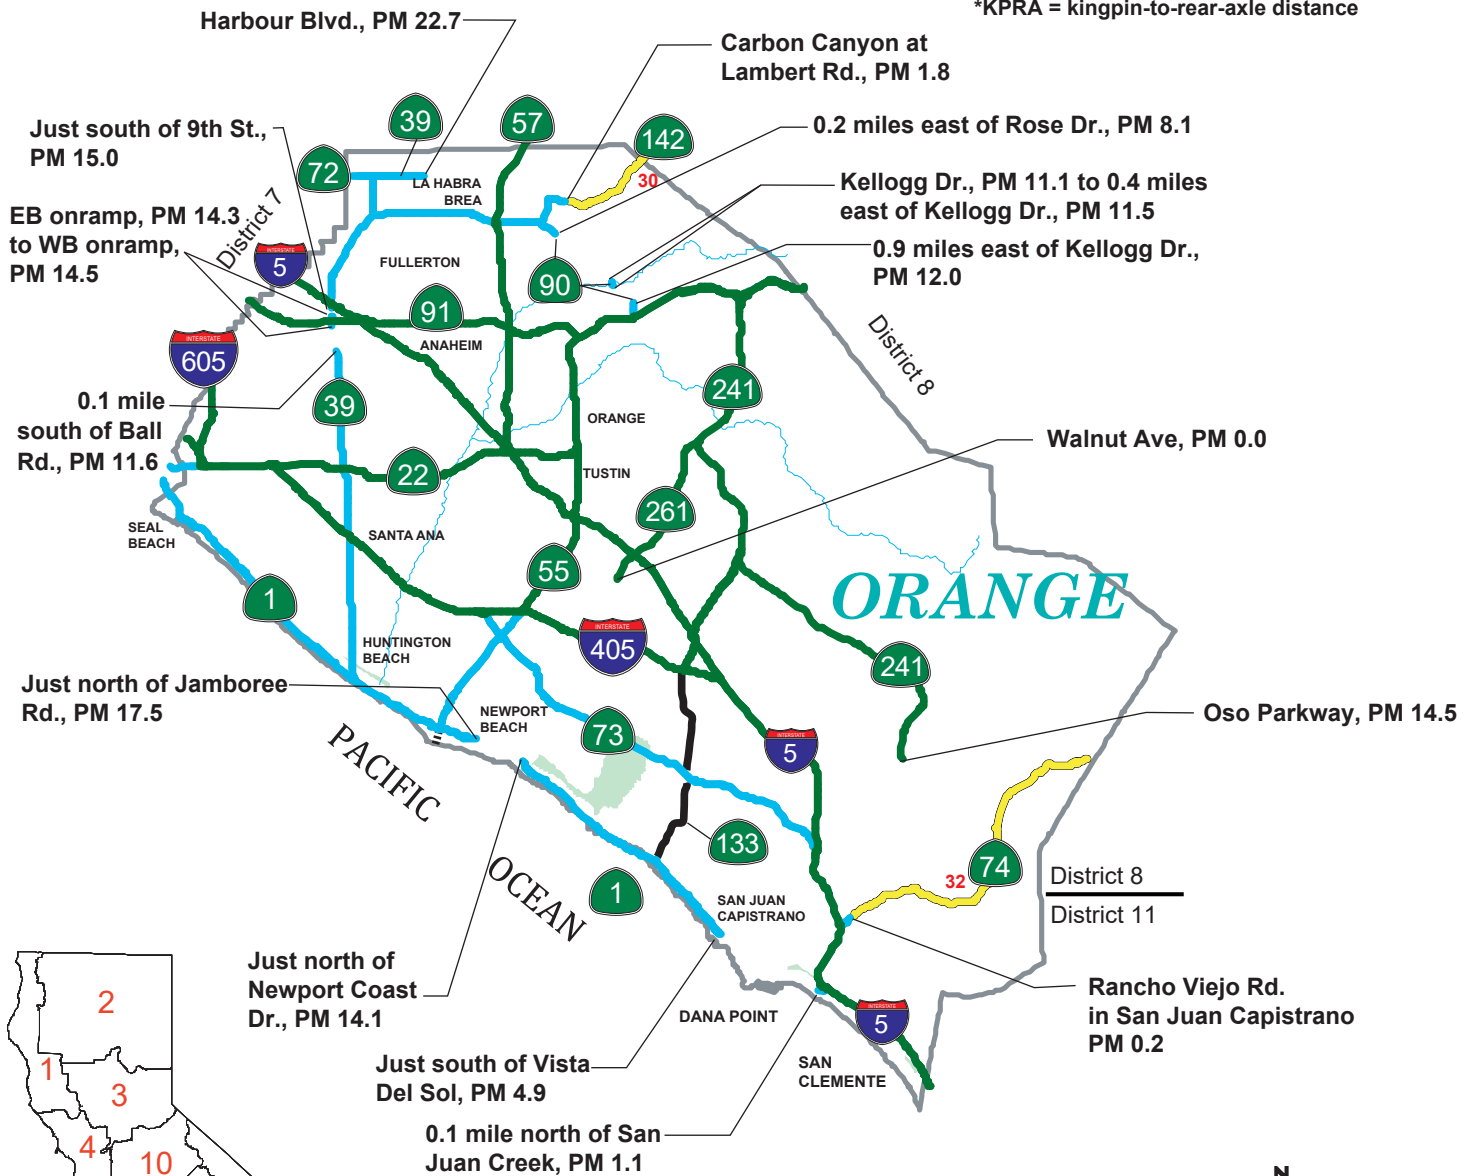 *KPRA = kingpin-to-rear-axle distance
Harbour Blvd., PM 22.7
Carbon Canyon at
Lambert Rd., PM 1.8
Just south of 9th St.,
PM 15.0
39
57
142
0.2 miles east of Rose Dr., PM 8.1
72
LA HABRA
BREA
30
Kellogg Dr., PM 11.1 to 0.4 miles
east of Kellogg Dr., PM 11.5
EB onramp, PM 14.3
to WB onramp,
PM 14.5
District 7
INTERSTATE
5
FULLERTON
90
0.9 miles east of Kellogg Dr.,
PM 12.0
91
ANAHEIM
INTERSTATE
605
District 8
0.1 mile
south of Ball
Rd., PM 11.6
39
241
ORANGE
Walnut Ave, PM 0.0
22
TUSTIN
261
SEAL
BEACH
SANTA ANA
55
ORANGE
1
HUNTINGTON
BEACH
INTERSTATE
405
241
Just north of Jamboree
Rd., PM 17.5
NEWPORT
BEACH
73
INTERSTATE
5
Oso Parkway, PM 14.5
PACIFIC
OCEAN
133
74
32
District 8
District 11
1
SAN JUAN
CAPISTRANO
Just north of
Newport Coast
Dr., PM 14.1
Rancho Viejo Rd.
in San Juan Capistrano
PM 0.2
DANA POINT
INTERSTATE
5
SAN
CLEMENTE
Just south of Vista
Del Sol, PM 4.9
0.1 mile north of San
Juan Creek, PM 1.1
2
1
3
4
10